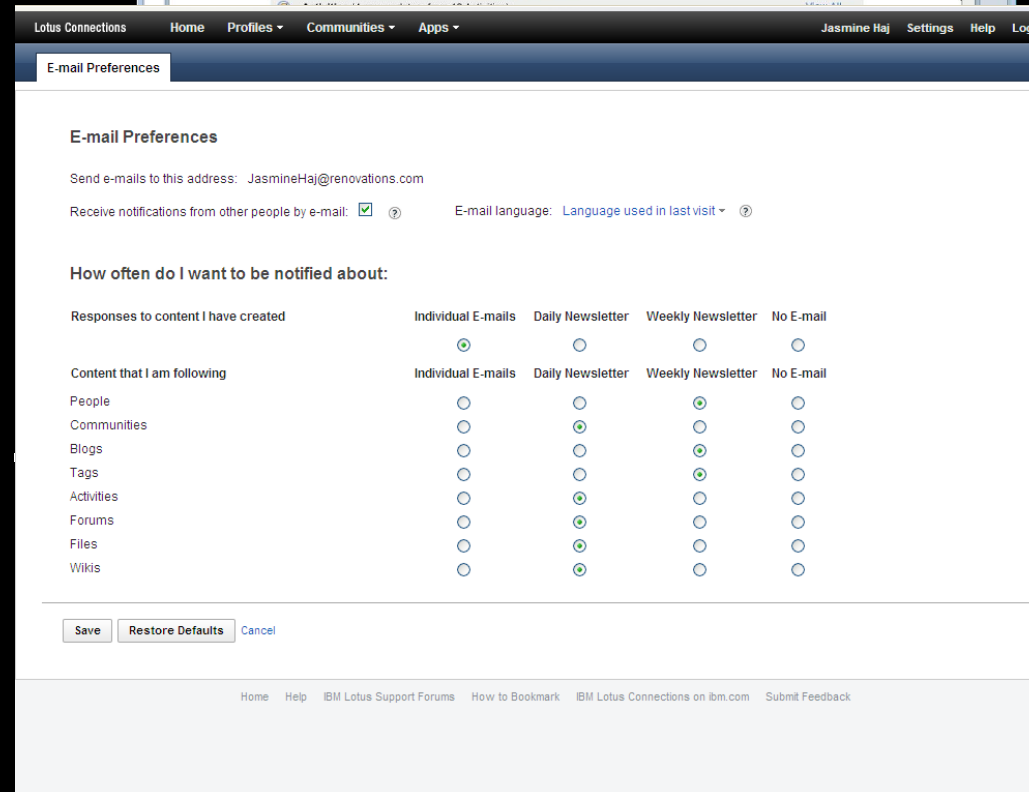 View All
Lotus Connections Home Profiles Communities Apps Jasmine Haj Settings Help
E-mail Preferences
E-mail Preferences
Send e-mails to this address: JasmineHaj@renovations.com
Receive notifications from other people by e-mail: ? E-mail language: Language used in last visit ?
How often do I want to be notified about:
Responses to content I have created Individual E-mails Daily Newsletter Weekly Newsletter No E-mail
Content that I am following Individual E-mails Daily Newsletter Weekly Newsletter No E-mail
People
Communities
Blogs
Tags
Activities
Forums
Files
Wikis
Save Restore Defaults Cancel
Home Help IBM Lotus Support Forums How to Bookmark IBM Lotus Connections on ibm.com Submit Feedback